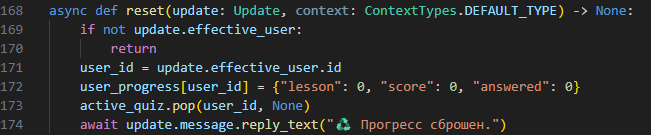 168 async def reset(update: Update, context: ContextTypes.DEFAULT_TYPE) -> None:
169     if not update.effective_user:
170         return
171     user_id = update.effective_user.id
172     user_progress[user_id] = {"lesson": 0, "score": 0, "answered": 0}
173     active_quiz.pop(user_id, None)
174     await update.message.reply_text("♻️ Прогресс сброшен.")